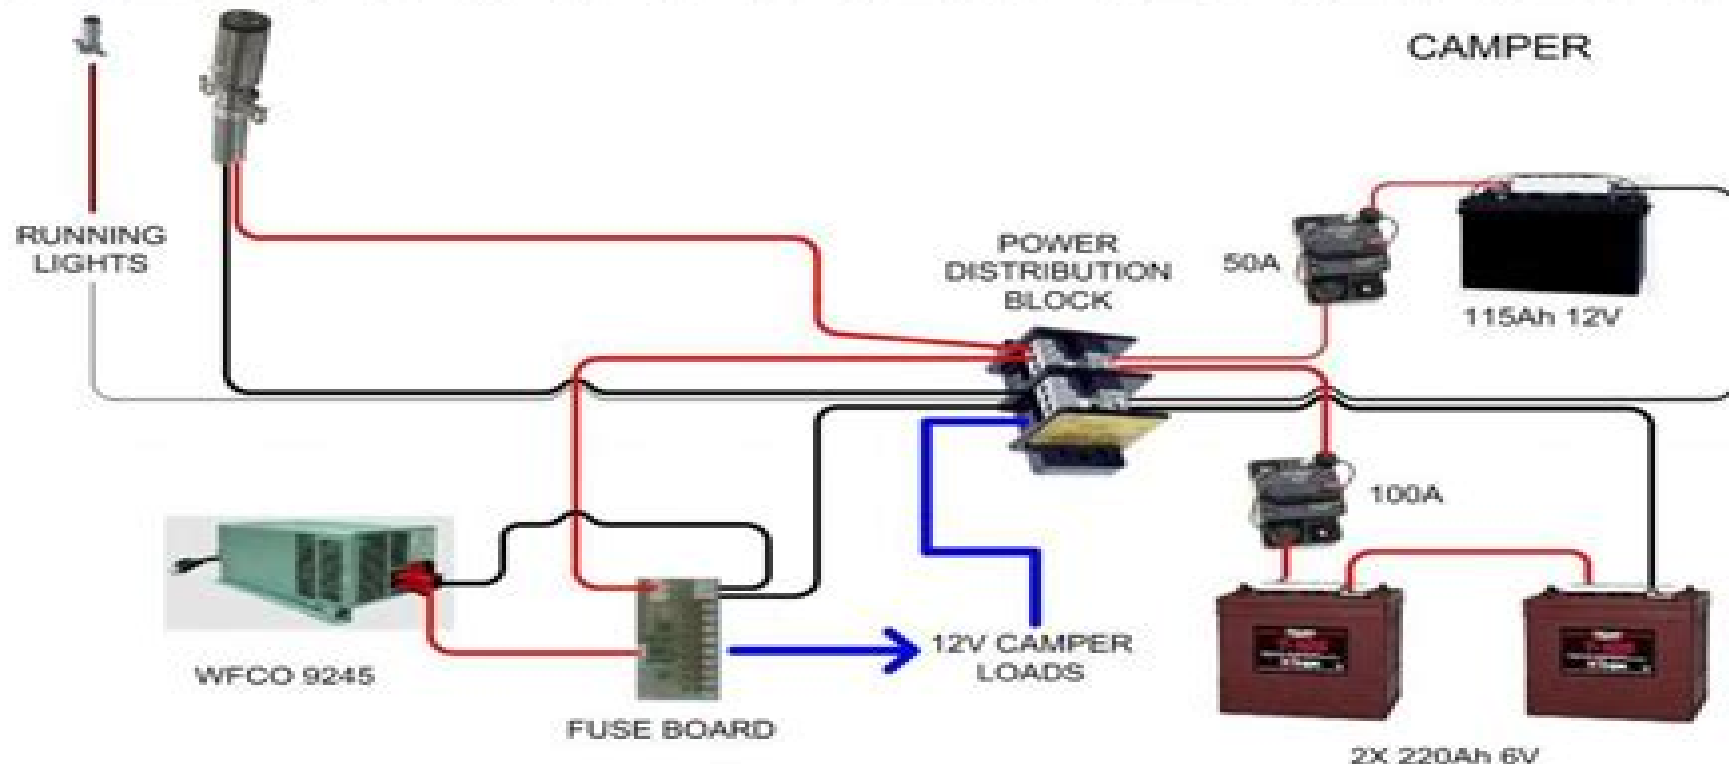 CAMPER
RUNNING
LIGHTS
POWER
DISTRIBUTION
BLOCK
50A
115Ah 12V
100A
WFCO 9245
12V CAMPER
LOADS
FUSE BOARD
2X 220Ah 6V